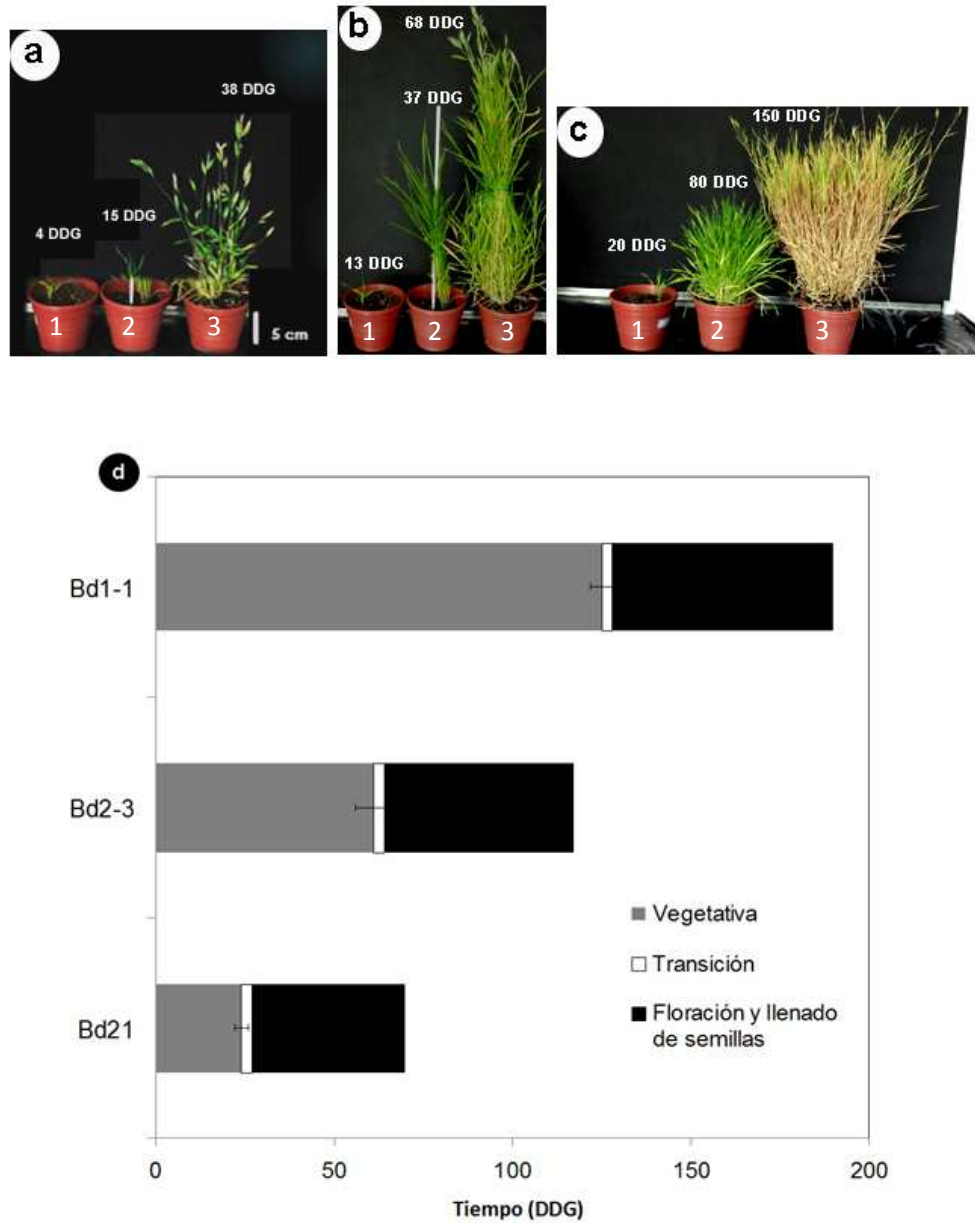 a
38 DDG
15 DDG
4 DDG
1 2 3
5 cm
b
68 DDG
37 DDG
13 DDG
1 2 3
c
150 DDG
80 DDG
20 DDG
1 2 3
d
Bd1-1
Bd2-3
Bd21
Vegetativa
Transición
Floración y llenado
de semillas
0 50 100 150 200
Tiempo (DDG)